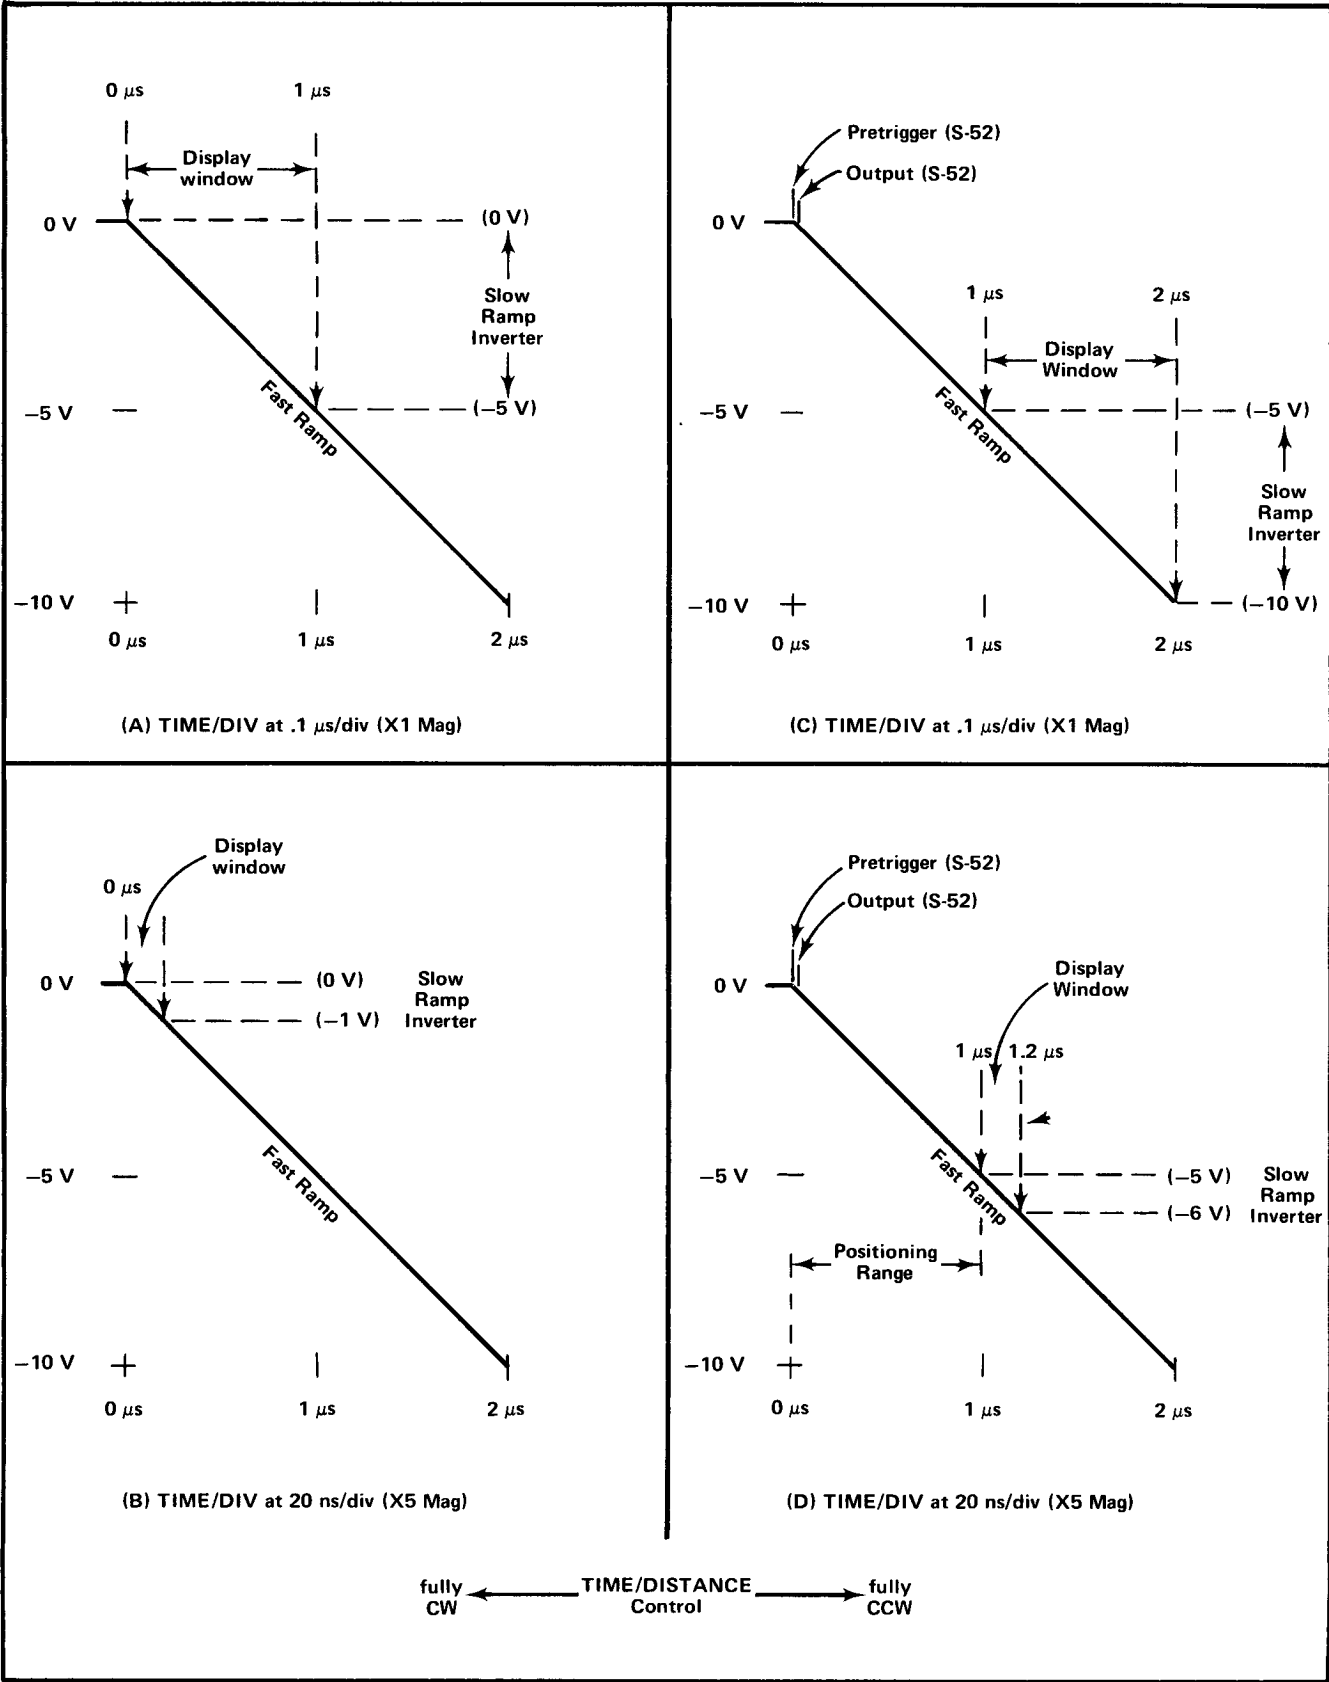 0 μs
1 μs
Display
window
0 V
(0 V)
Slow
Ramp
Inverter
Fast Ramp
−5 V
(−5 V)
−10 V
0 μs
1 μs
2 μs
(A) TIME/DIV at .1 μs/div (X1 Mag)
Pretrigger (S-52)
Output (S-52)
0 V
1 μs
2 μs
Display
Window
Fast Ramp
−5 V
(−5 V)
Slow
Ramp
Inverter
−10 V
(−10 V)
0 μs
1 μs
2 μs
(C) TIME/DIV at .1 μs/div (X1 Mag)
Display
window
0 μs
0 V
(0 V)
(−1 V)
Slow
Ramp
Inverter
Fast Ramp
−5 V
−10 V
0 μs
1 μs
2 μs
(B) TIME/DIV at 20 ns/div (X5 Mag)
Pretrigger (S-52)
Output (S-52)
0 V
Display
Window
1 μs
1.2 μs
Fast Ramp
−5 V
(−5 V)
(−6 V)
Slow
Ramp
Inverter
Positioning
Range
−10 V
0 μs
1 μs
2 μs
(D) TIME/DIV at 20 ns/div (X5 Mag)
fully
CW
TIME/DISTANCE
Control
fully
CCW